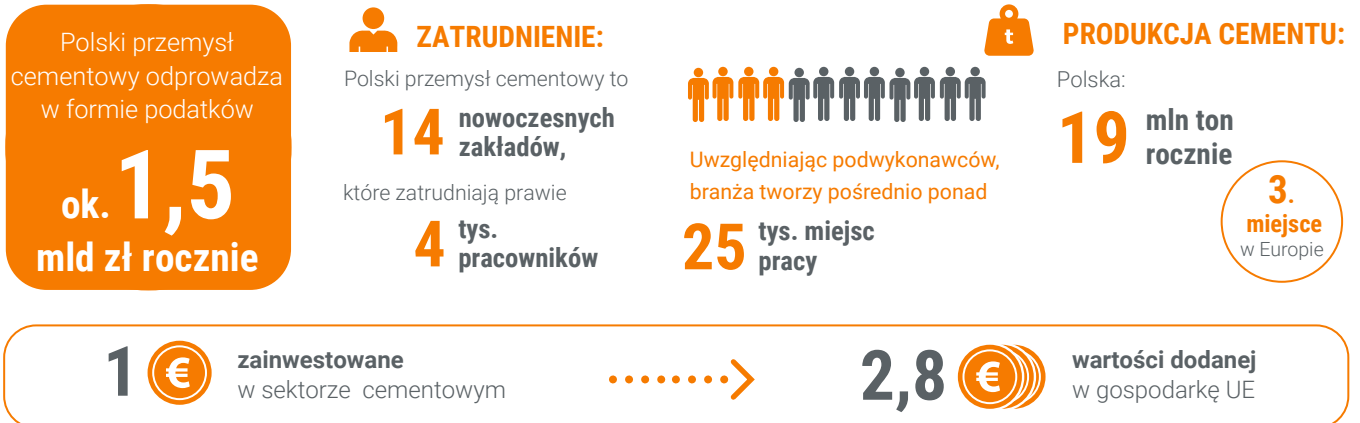 Polski przemysł
cementowy odprowadza
w formie podatków
ok. 1,5
mld zł rocznie
ZATRUDNIENIE:
Polski przemysł cementowy to
14 nowoczesnych
zakładów,
które zatrudniają prawie
4 tys.
pracowników
Uwzględniając podwykonawców,
branża tworzy pośrednio ponad
25 tys. miejsc
pracy
t
PRODUKCJA CEMENTU:
Polska:
19 mln ton
rocznie
3.
miejsce
w Europie
1 €
zainwestowane
w sektorze cementowym
2,8 €
wartości dodanej
w gospodarkę UE